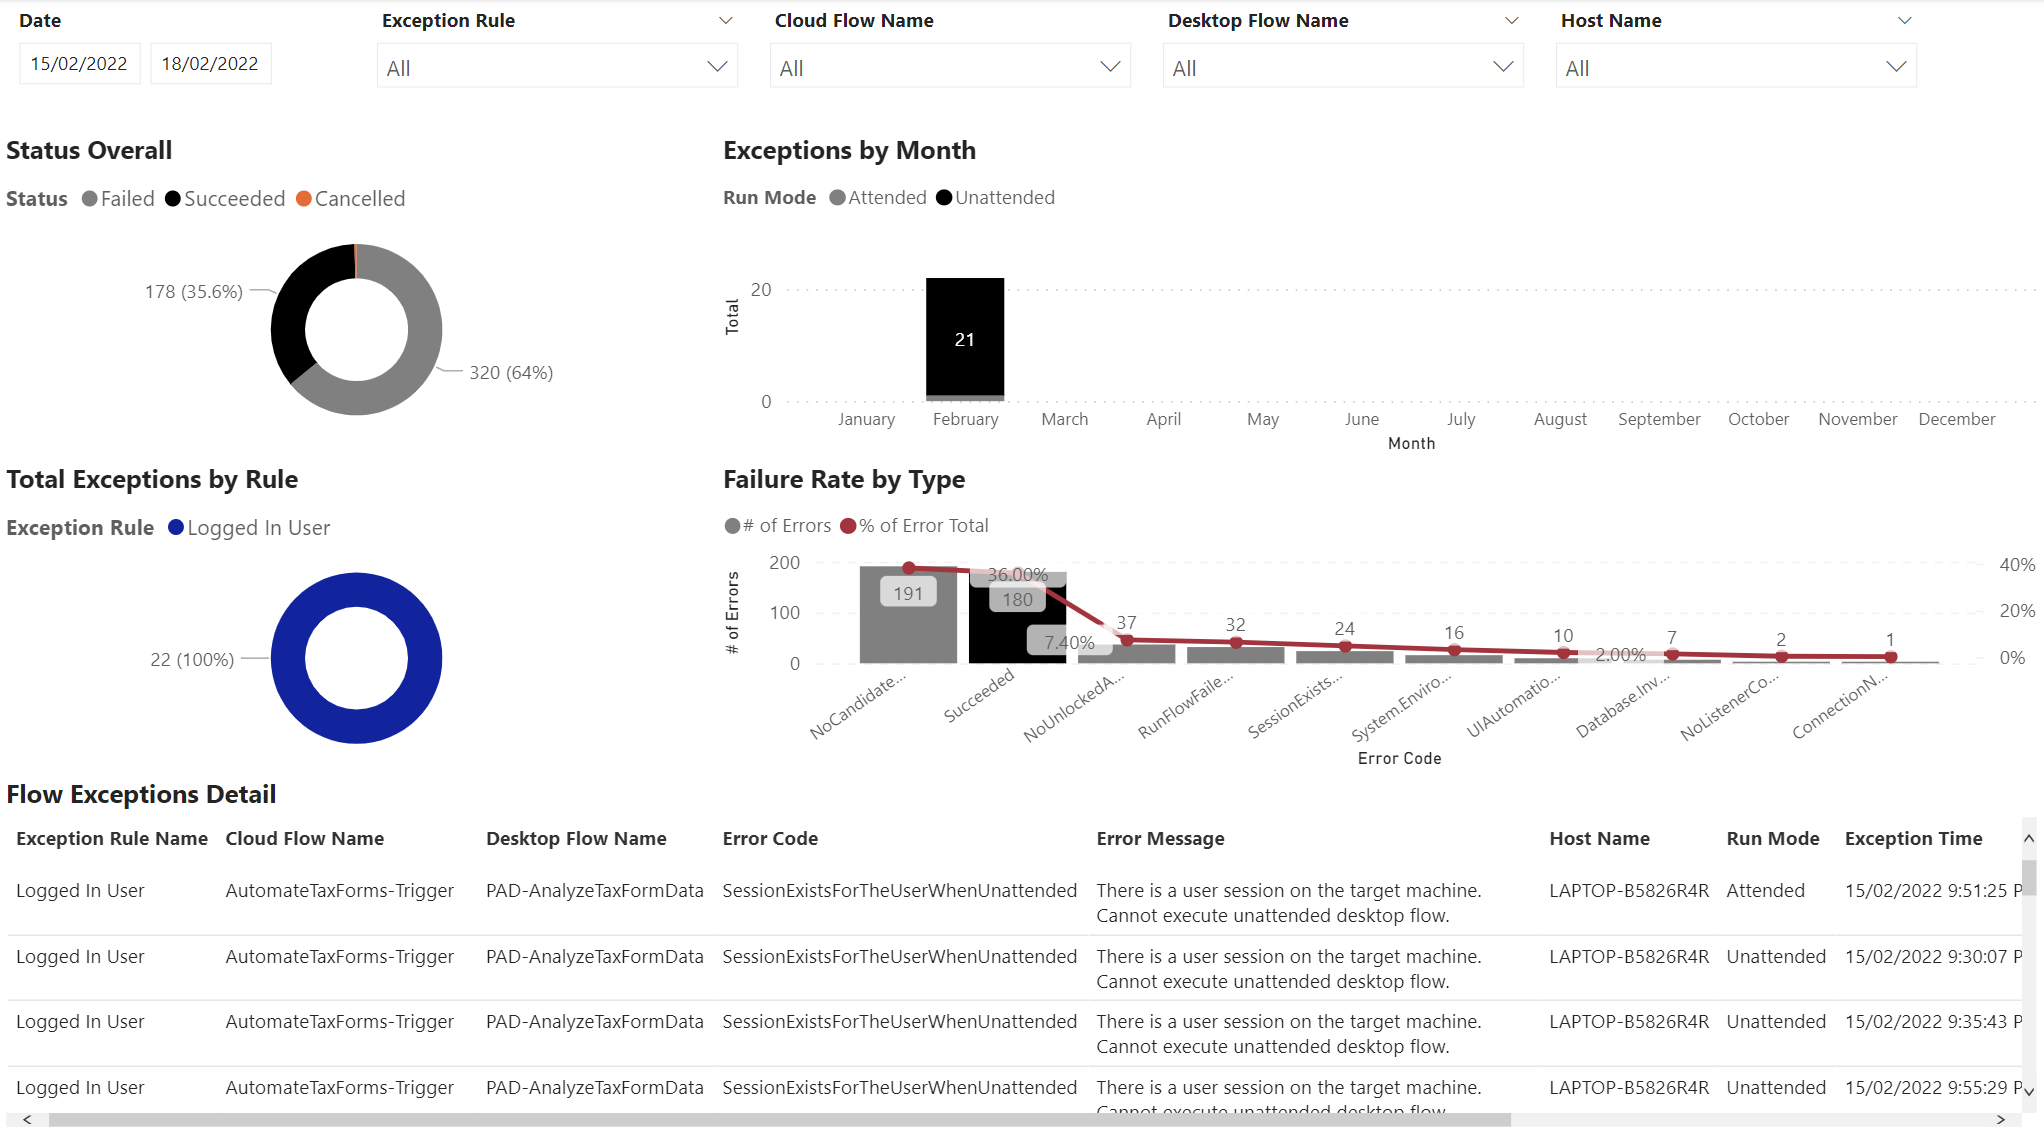 Date
15/02/2022 18/02/2022
Exception Rule
All
Cloud Flow Name
All
Desktop Flow Name
All
Host Name
All
Status Overall
Status Failed Succeeded Cancelled
178 (35.6%)
320 (64%)
Exceptions by Month
Run Mode Attended Unattended
Total
20
0
21
January February March April May June July August September October November December
Month
Total Exceptions by Rule
Exception Rule Logged In User
22 (100%)
Failure Rate by Type
# of Errors % of Error Total
# of Errors
200
100
0
191
36.00%
180
7.40%
37
32
24
16
10
2.00%
7
2
1
40%
20%
0%
NoCandidate...
Succeeded
NoUnlockedA...
RunFlowFaile...
SessionExists...
System.Enviro...
UIAutomatio...
Database.Inv...
NoListenerCo...
ConnectionN...
Error Code
Flow Exceptions Detail
Exception Rule Name Cloud Flow Name Desktop Flow Name Error Code Error Message Host Name Run Mode Exception Time
Logged In User AutomateTaxForms-Trigger PAD-AnalyzeTaxFormData SessionExistsForTheUserWhenUnattended There is a user session on the target machine. LAPTOP-B5826R4R Attended 15/02/2022 9:51:25 P
Cannot execute unattended desktop flow.
Logged In User AutomateTaxForms-Trigger PAD-AnalyzeTaxFormData SessionExistsForTheUserWhenUnattended There is a user session on the target machine. LAPTOP-B5826R4R Unattended 15/02/2022 9:30:07 P
Cannot execute unattended desktop flow.
Logged In User AutomateTaxForms-Trigger PAD-AnalyzeTaxFormData SessionExistsForTheUserWhenUnattended There is a user session on the target machine. LAPTOP-B5826R4R Unattended 15/02/2022 9:35:43 P
Cannot execute unattended desktop flow.
Logged In User AutomateTaxForms-Trigger PAD-AnalyzeTaxFormData SessionExistsForTheUserWhenUnattended There is a user session on the target machine. LAPTOP-B5826R4R Unattended 15/02/2022 9:55:29 P
Cannot execute unattended desktop flow.